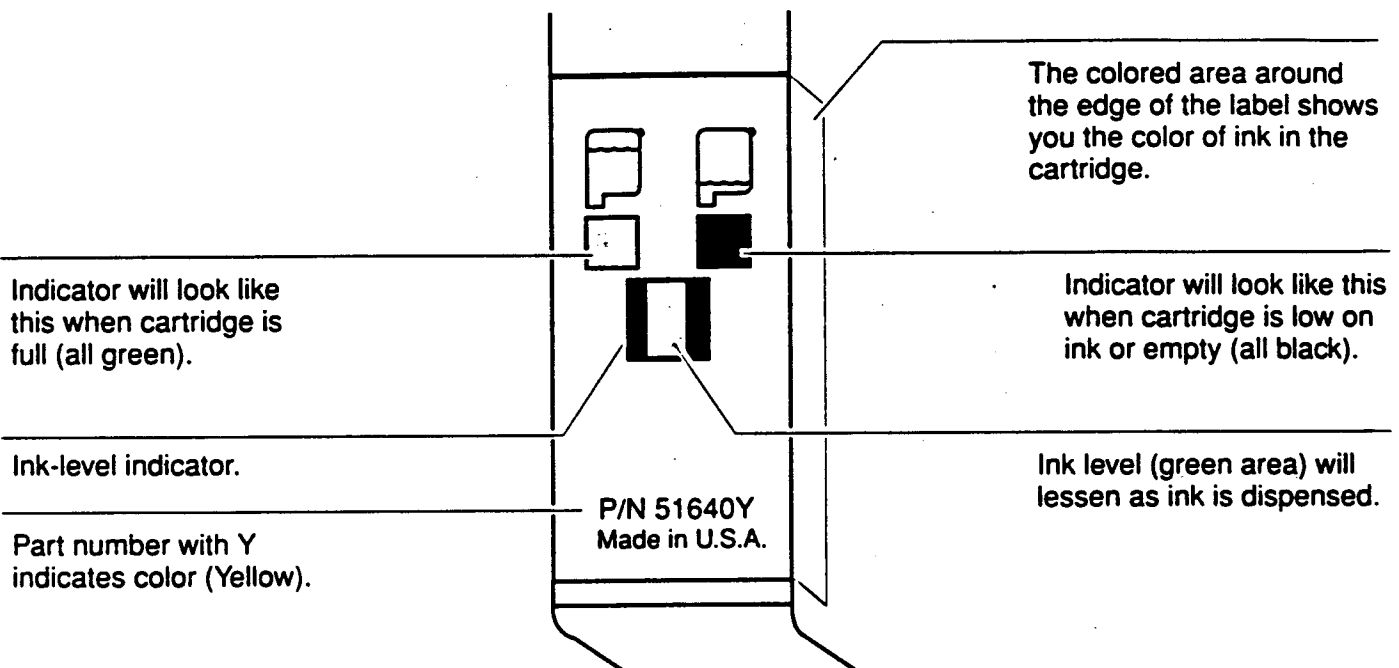 The colored area around
the edge of the label shows
you the color of ink in the
cartridge.
Indicator will look like
this when cartridge is
full (all green).
Indicator will look like this
when cartridge is low on
ink or empty (all black).
Ink-level indicator.
Ink level (green area) will
lessen as ink is dispensed.
P/N 51640Y
Made in U.S.A.
Part number with Y
indicates color (Yellow).